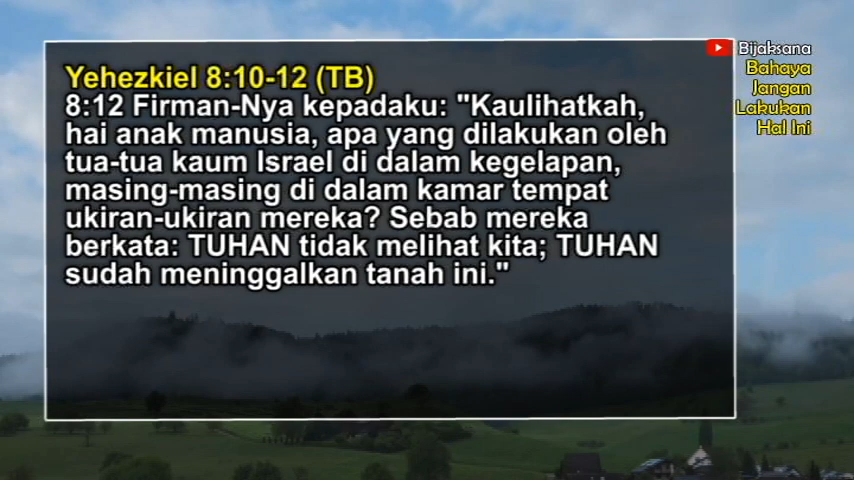 Yehezkiel 8:10-12 (TB)
8:12 Firman-Nya kepadaku: "Kaulihatkah,
hai anak manusia, apa yang dilakukan oleh
tua-tua kaum Israel di dalam kegelapan,
masing-masing di dalam kamar tempat
ukiran-ukiran mereka? Sebab mereka
berkata: TUHAN tidak melihat kita; TUHAN
sudah meninggalkan tanah ini."
Bijaksana
Bahaya
Jangan
Lakukan
Hal Ini